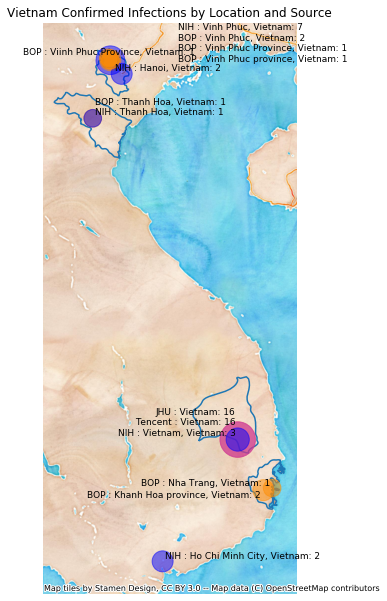 Vietnam Confirmed Infections by Location and Source
NIH : Vinh Phuc, Vietnam: 7
BOP : Vinh Phúc, Vietnam: 2
BOP : Vinh Phuc Province, Vietnam: 1
BOP : Vinh Phuc province, Vietnam: 1
BOP : Viinh Phuc Province, Vietnam: 1
NIH : Hanoi, Vietnam: 2
BOP : Thanh Hoa, Vietnam: 1
NIH : Thanh Hoa, Vietnam: 1
JHU : Vietnam: 16
Tencent : Vietnam: 16
NIH : Vietnam, Vietnam: 3
BOP : Nha Trang, Vietnam: 1
BOP : Khanh Hoa province, Vietnam: 2
NIH : Ho Chi Minh City, Vietnam: 2
Map tiles by Stamen Design, CC BY 3.0 -- Map data (C) OpenStreetMap contributors